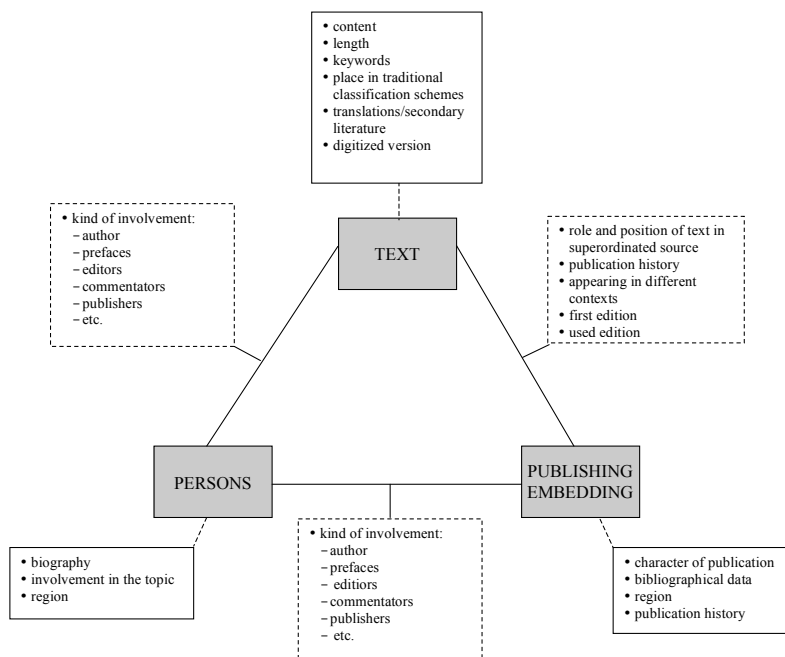 • content
• length
• keywords
• place in traditional
classification schemes
• translations/secondary
literature
• digitized version
• kind of involvement:
– author
– prefaces
– editors
– commentators
– publishers
– etc.
TEXT
• role and position of text in
superordinated source
• publication history
• appearing in different
contexts
• first edition
• used edition
PERSONS
PUBLISHING
EMBEDDING
• biography
• involvement in the topic
• region
• kind of involvement:
– author
– prefaces
– editiors
– commentators
– publishers
– etc.
• character of publication
• bibliographical data
• region
• publication history